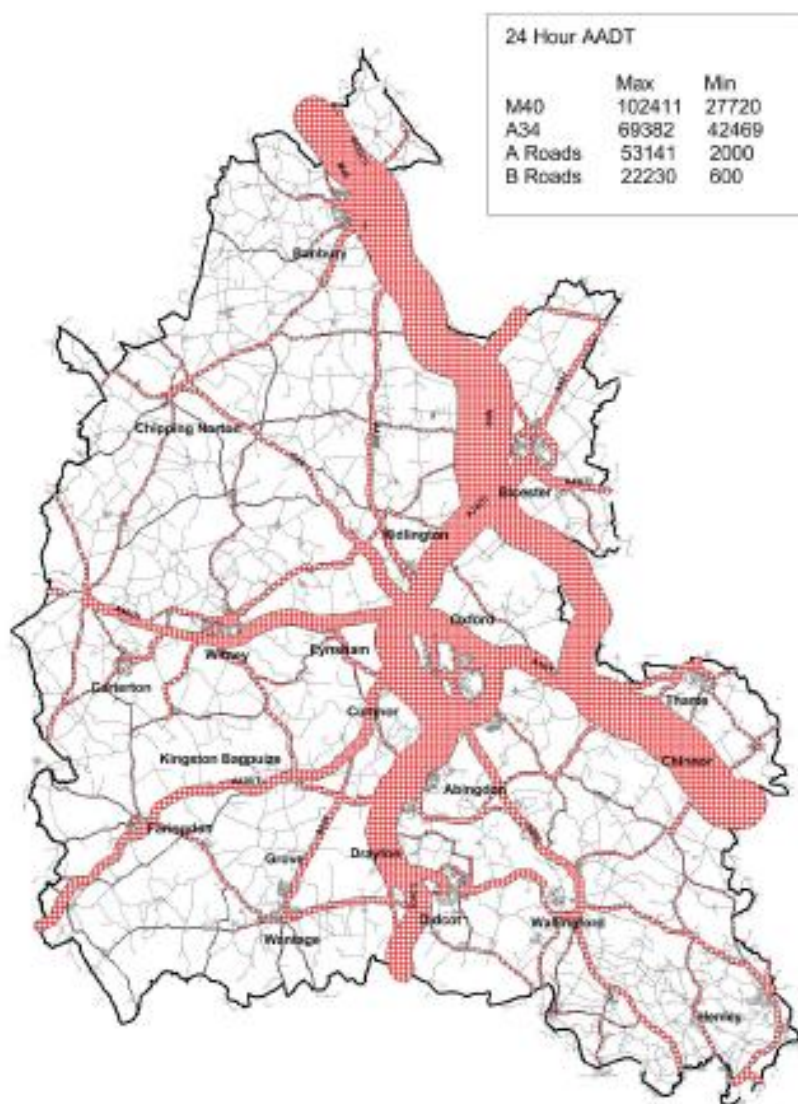 24 Hour AADT
Max Min
M40 102411 27720
A34 69382 42469
A Roads 53141 2000
B Roads 22230 600
M40
Banbury
Chipping Norton
Bicester
Kidlington
Oxford
Witney
Eynsham
Carterton
Cumnor
Thame
Kingston Bagpuize
Chinnor
Abingdon
Faringdon
Grove
Drayton
Didcot
Wallingford
Wantage
Henley